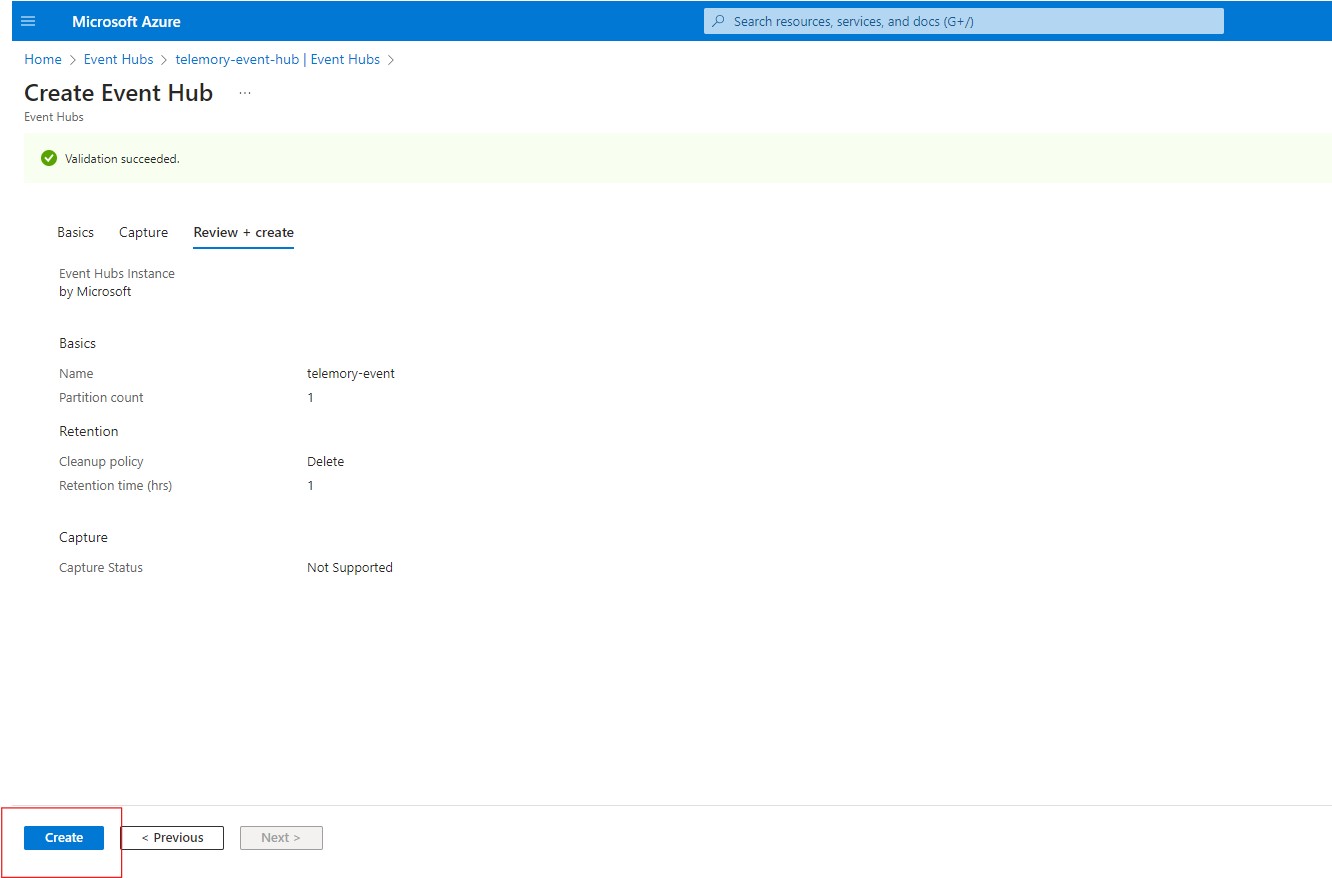 Microsoft Azure
Search resources, services, and docs (G+/)
Home > Event Hubs > telemory-event-hub | Event Hubs >
Create Event Hub ...
Event Hubs
Validation succeeded.
Basics Capture Review + create
Event Hubs Instance
by Microsoft
Basics
Name telemory-event
Partition count 1
Retention
Cleanup policy Delete
Retention time (hrs) 1
Capture
Capture Status Not Supported
Create < Previous Next >